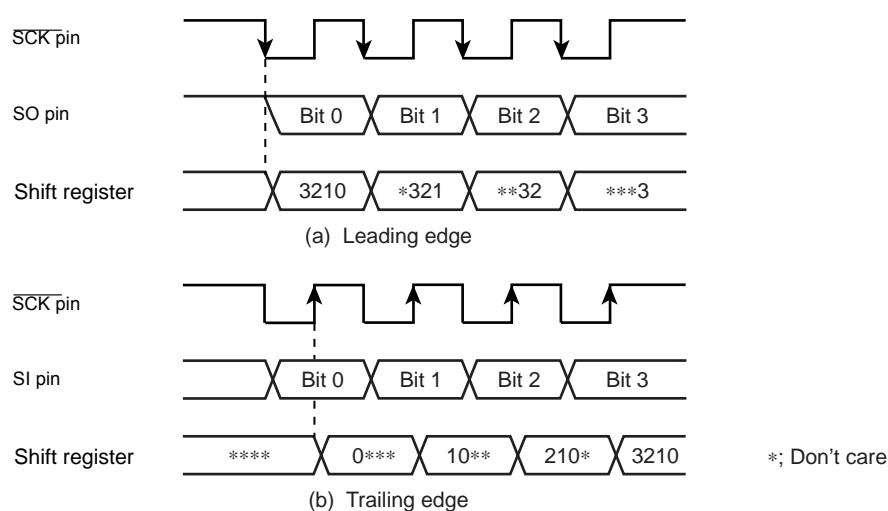 SCK pin
SO pin Bit 0 Bit 1 Bit 2 Bit 3
Shift register 3210 *321 **32 ***3
(a) Leading edge
SCK pin
SI pin Bit 0 Bit 1 Bit 2 Bit 3
Shift register **** 0*** 10** 210* 3210 *; Don't care
(b) Trailing edge